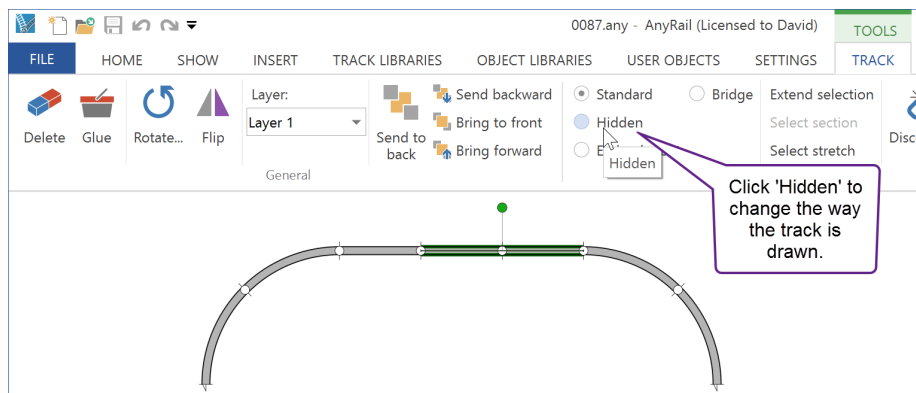 0087.any - AnyRail (Licensed to David)
TOOLS
FILE HOME SHOW INSERT TRACK LIBRARIES OBJECT LIBRARIES USER OBJECTS SETTINGS TRACK
Delete
Glue
Rotate...
Flip
Layer:
Layer 1
General
Send to
back
Send backward
Bring to front
Bring forward
Standard
Bridge
Hidden
Hidden
Extend selection
Select section
Select stretch
Click 'Hidden' to
change the way
the track is
drawn.